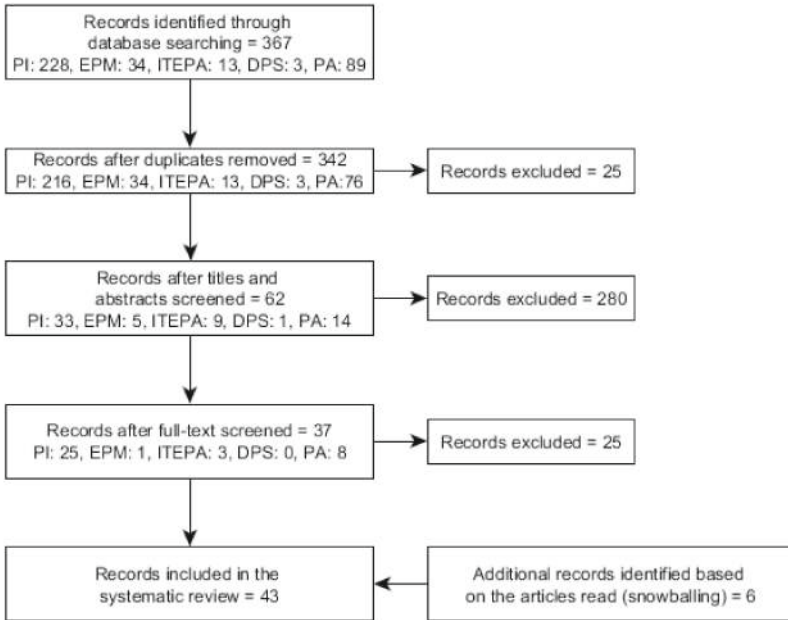 Records identified through
database searching = 367
PI: 228, EPM: 34, ITEPA: 13, DPS: 3, PA: 89
Records after duplicates removed = 342
PI: 216, EPM: 34, ITEPA: 13, DPS: 3, PA:76
Records excluded = 25
Records after titles and
abstracts screened = 62
PI: 33, EPM: 5, ITEPA: 9, DPS: 1, PA: 14
Records excluded = 280
Records after full-text screened = 37
PI: 25, EPM: 1, ITEPA: 3, DPS: 0, PA: 8
Records excluded = 25
Records included in the
systematic review = 43
Additional records identified based
on the articles read (snowballing) = 6